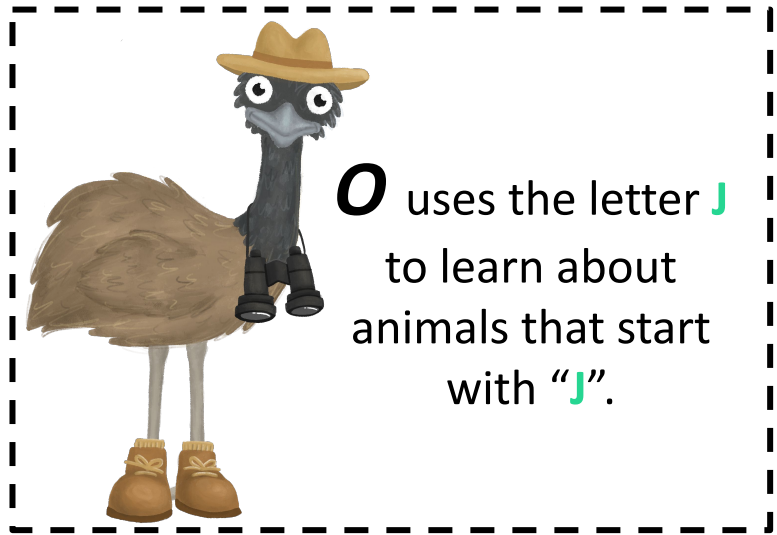 O uses the letter J
to learn about
animals that start
with “J”.